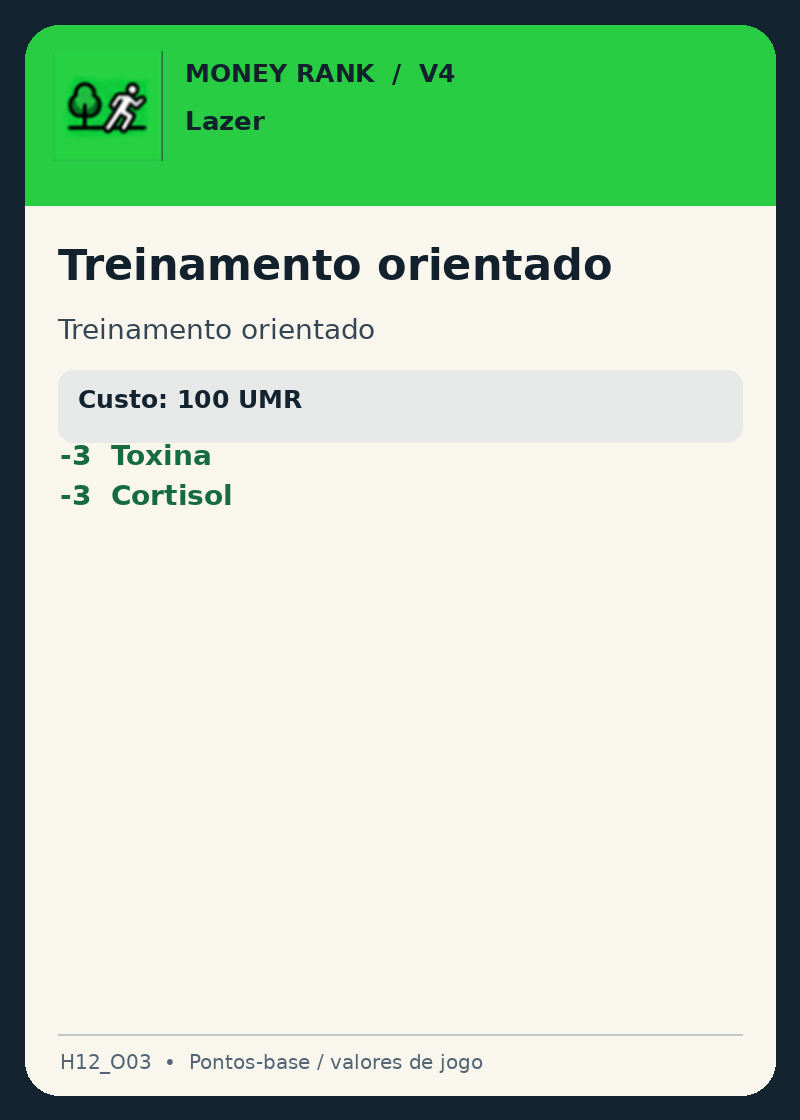 MONEY RANK / V4
Lazer
Treinamento orientado
Treinamento orientado
Custo: 100 UMR
-3 Toxina
-3 Cortisol
H12_O03 • Pontos-base / valores de jogo